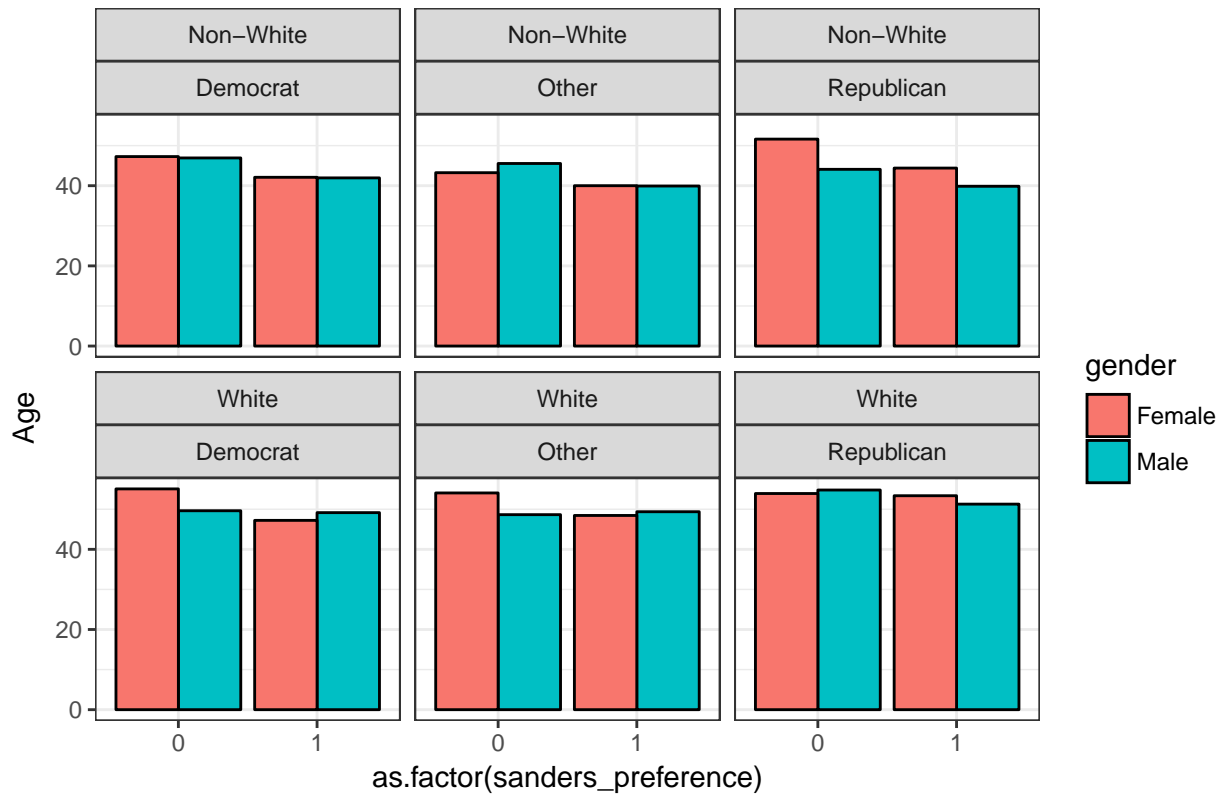 Non−White Non−White Non−White
Democrat Other Republican
40
20
0
White White White
Democrat Other Republican
40
20
0
0 1 0 1 0 1
as.factor(sanders_preference)
Age
gender
Female
Male